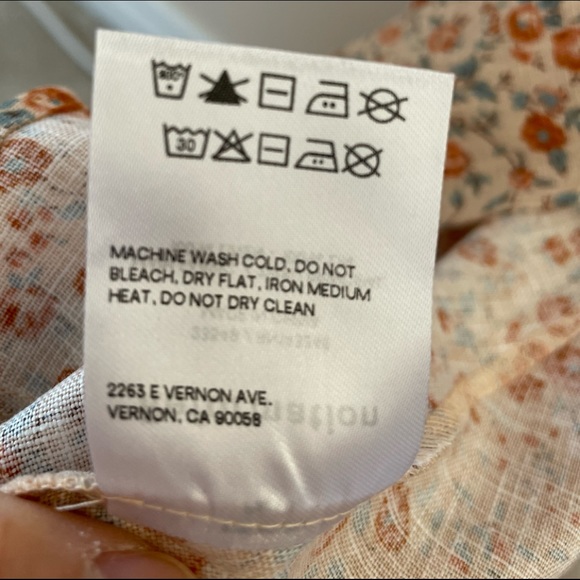 30
MACHINE WASH COLD, DO NOT
BLEACH, DRY FLAT, IRON MEDIUM
HEAT, DO NOT DRY CLEAN
2263 E VERNON AVE.
VERNON, CA 90058